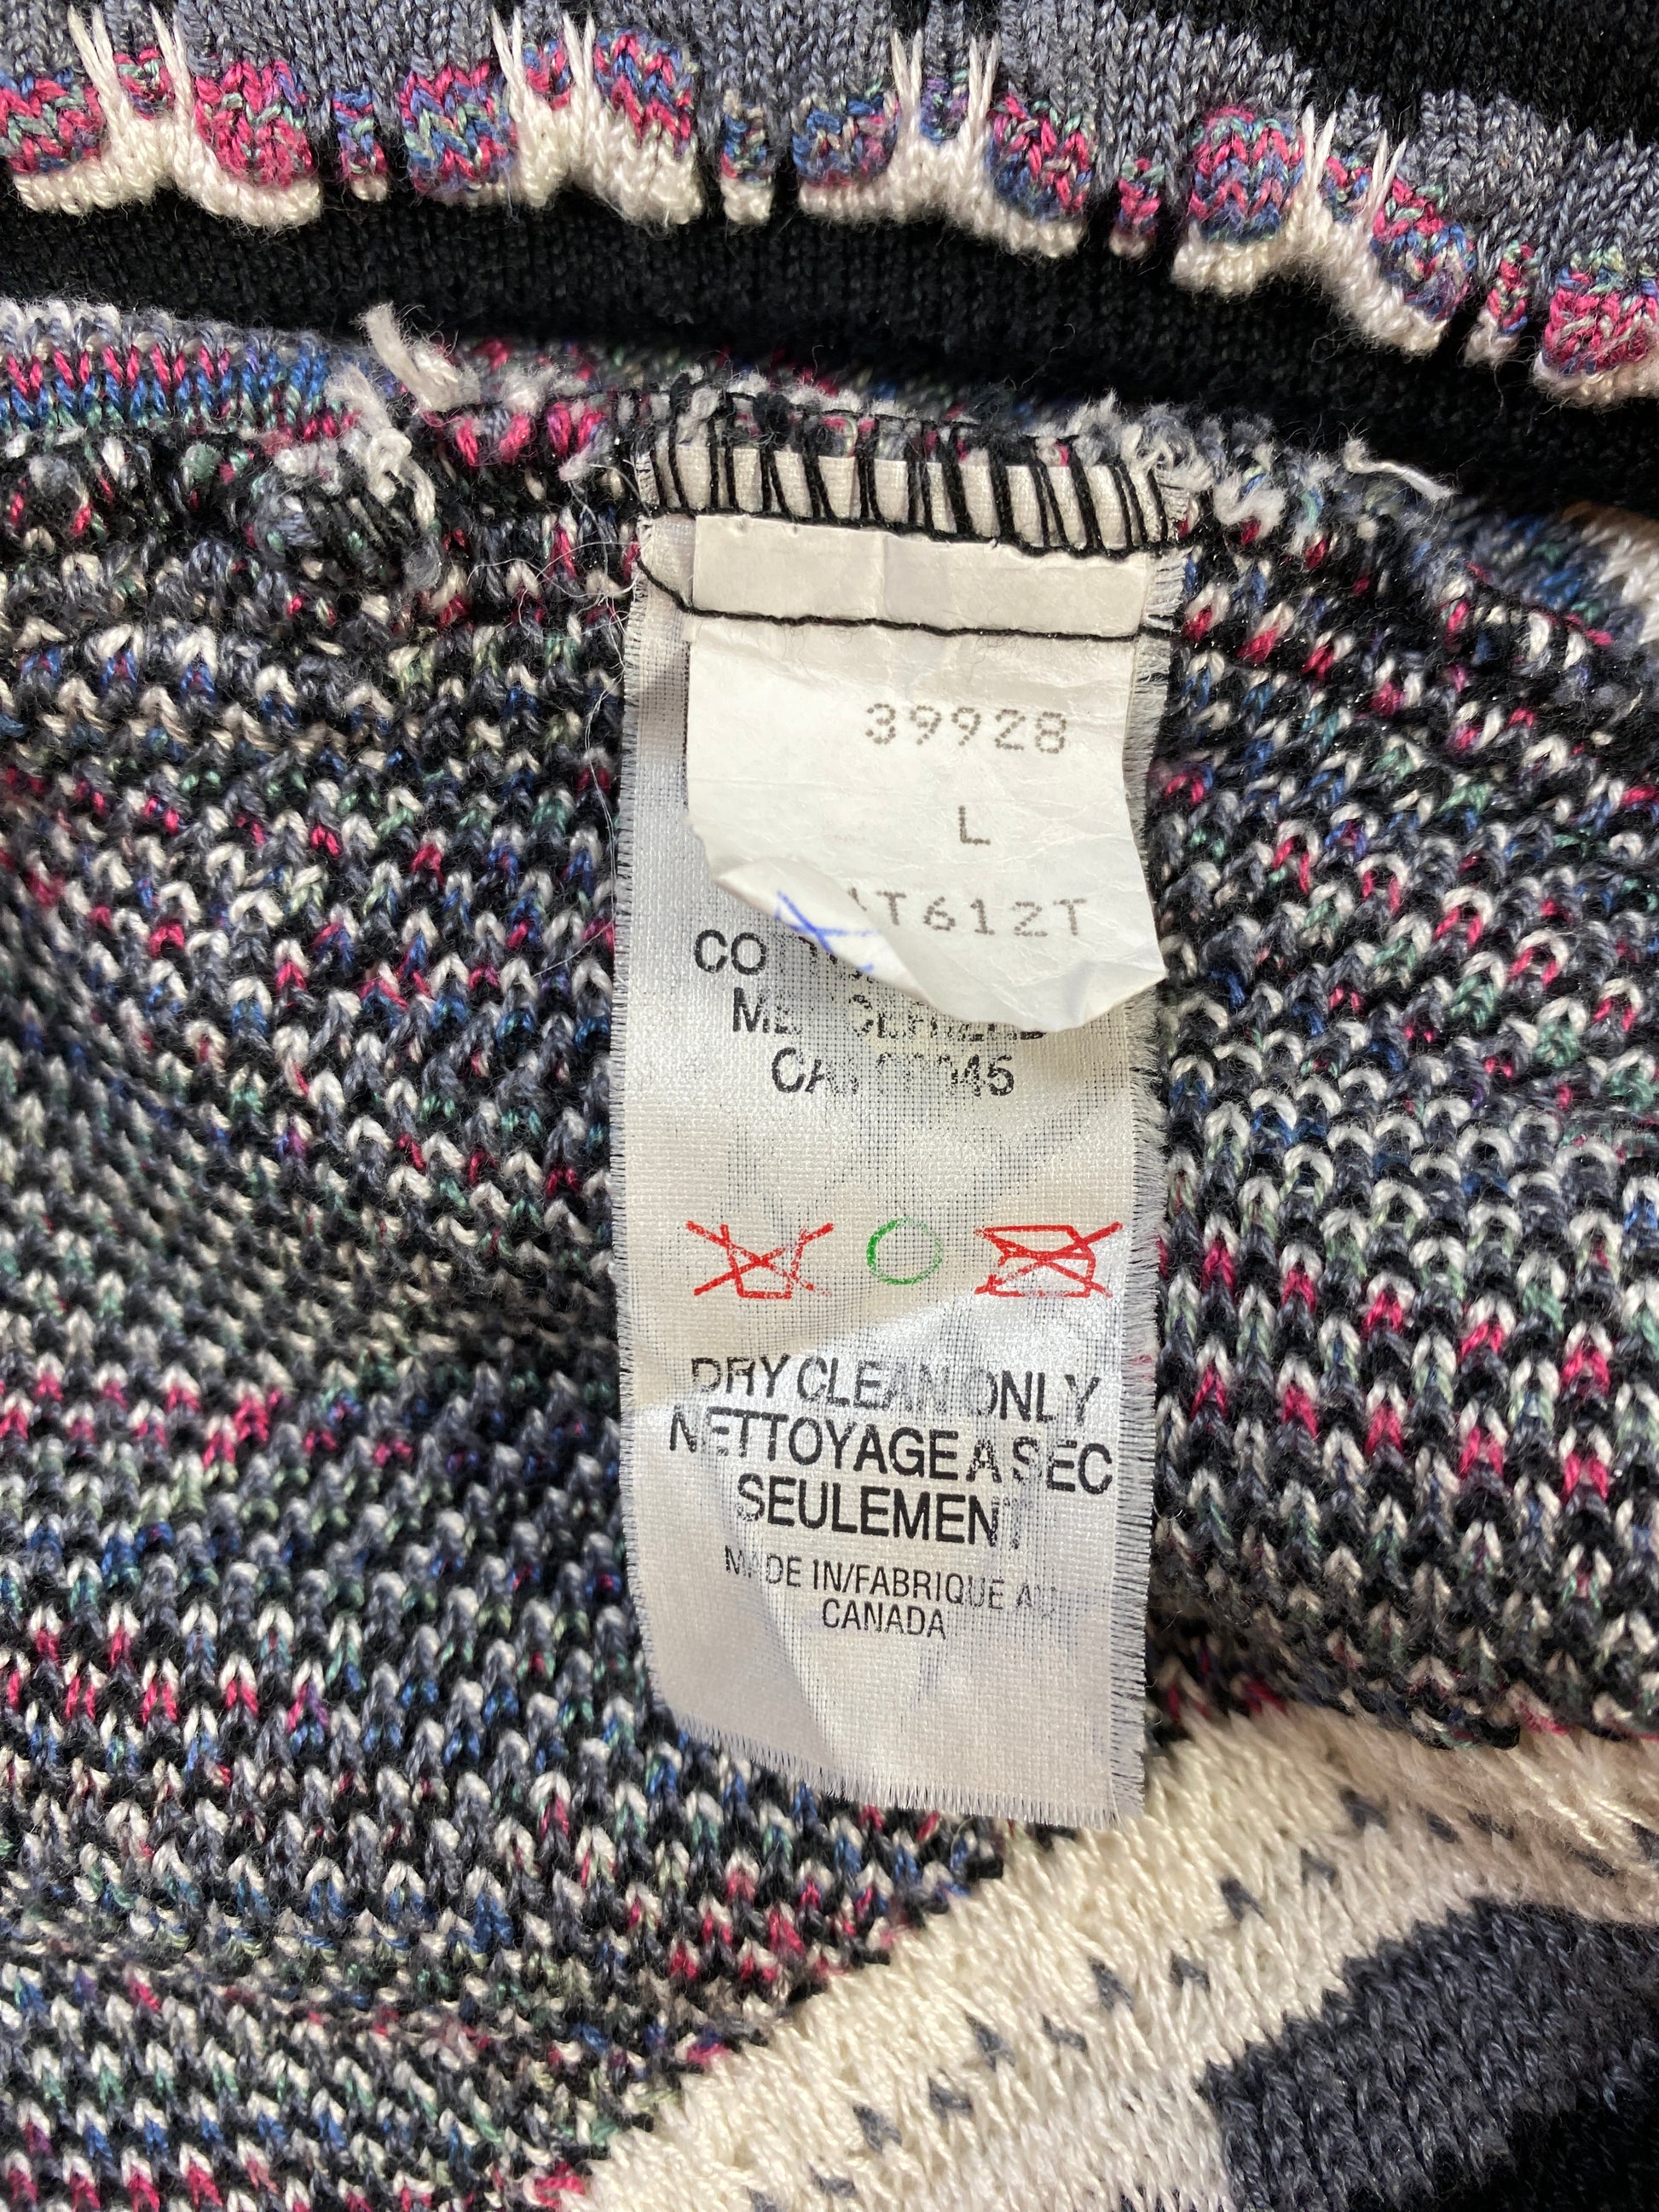 39928
L
T612T
DRY CLEAN ONLY
NETTOYAGE A SEC
SEULEMENT
MADE IN/FABRIQUE AU
CANADA